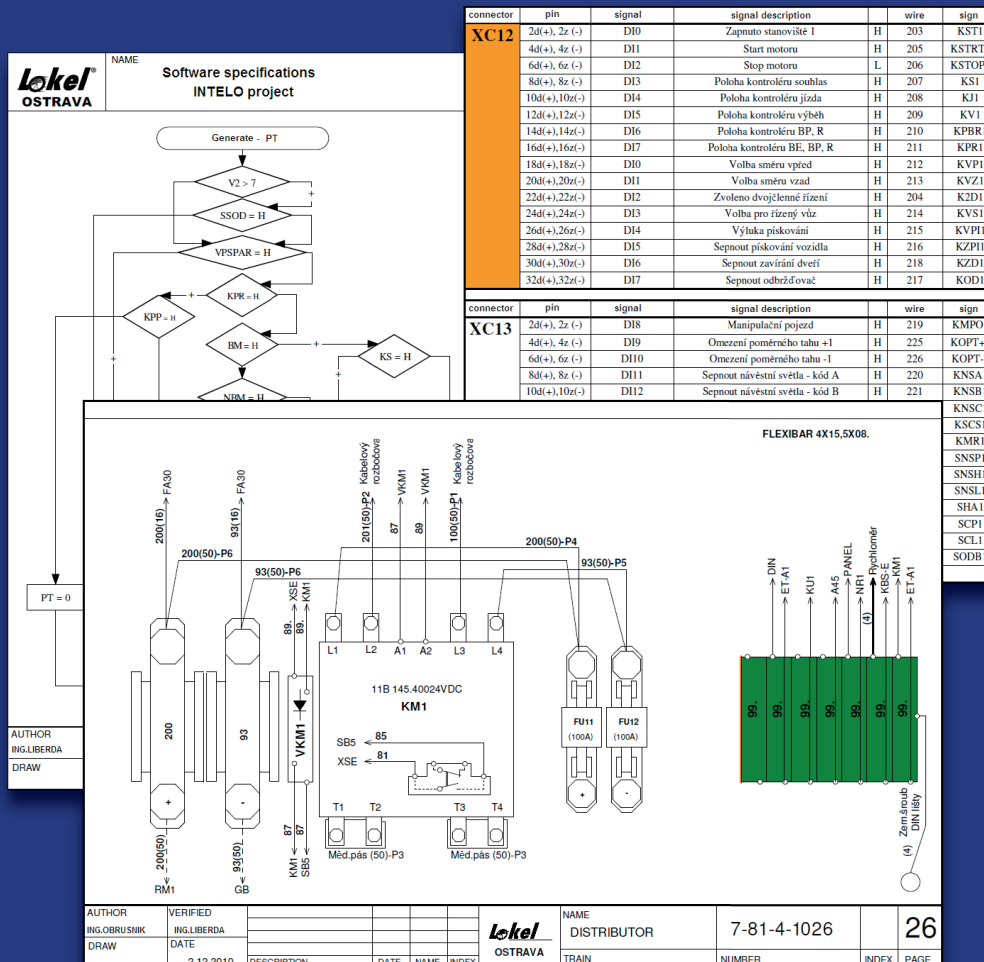 Lokel®
OSTRAVA
NAME
Software specifications
INTELO project
Generate - PT
V2 > 7
+
SSOD = H
VPSPAR = H
KPR = H
+
KPP = H
BM = H
+
KS = H
+
+
NBM = H
PT = 0
AUTHOR
ING.LIBERDA
DRAW
connector pin signal signal description wire sign
XC12 2d(+), 2z (-) DI0 Zapnuto stanoviště 1 H 203 KST1
4d(+), 4z (-) DI1 Start motoru H 205 KSTRT
6d(+), 6z (-) DI2 Stop motoru L 206 KSTOP
8d(+), 8z (-) DI3 Poloha kontroléru souhlas H 207 KS1
10d(+),10z(-) DI4 Poloha kontroléru jízda H 208 KJ1
12d(+),12z(-) DI5 Poloha kontroléru výběh H 209 KV1
14d(+),14z(-) DI6 Poloha kontroléru BP, R H 210 KPBR1
16d(+),16z(-) DI7 Poloha kontroléru BE, BP, R H 211 KPR1
18d(+),18z(-) DI0 Volba směru vpřed H 212 KVP1
20d(+),20z(-) DI1 Volba směru vzad H 213 KVZ1
22d(+),22z(-) DI2 Zvoleno dvojčlenné řízení H 204 K2D1
24d(+),24z(-) DI3 Volba pro řízený vůz H 214 KVS1
26d(+),26z(-) DI4 Výluka pískování H 215 KVPI1
28d(+),28z(-) DI5 Sepnout pískování vozidla H 216 KZPI1
30d(+),30z(-) DI6 Sepnout zavírání dveří H 218 KZD1
32d(+),32z(-) DI7 Sepnout odbržďovač H 217 KOD1
connector pin signal signal description wire sign
XC13 2d(+), 2z (-) DI8 Manipulační pojezd H 219 KMPO
4d(+), 4z (-) DI9 Omezení poměrného tahu +1 H 225 KOPT+
6d(+), 6z (-) DI10 Omezení poměrného tahu -1 H 226 KOPT-
8d(+), 8z (-) DI11 Sepnout návěstní světla - kód A H 220 KNSA
10d(+),10z(-) DI12 Sepnout návěstní světla - kód B H 221 KNSB
KNSC
KSCS1
KMR1
SNSP1
SNSH1
SNSL1
SHA1
SCP1
SCL1
SODB
FLEXIBAR 4X15,5X08.
200(16) FA30
93(16) FA30
201(50)-P2 Kabelový rozbočova
87 VKM1
89 VKM1
100(50)-P1 Kabelový rozbočova
200(50)-P6
93(50)-P6
200(50)-P4
93(50)-P5
89. XSE
89. KM1
L1 L2 A1 A2 L3 L4
11B 145.40024VDC
KM1
SB5 85
XSE 81
T1 T2 T3 T4
Měd.pás (50)-P3 Měd.pás (50)-P3
200
93
VKM1
+
-
200(50)
RM1
93(50)
GB
87 KM1
87 SB5
FU11
(100A)
FU12
(100A)
+
-
DIN
ET-A1
KU1
A45
PANEL
NR1
(4) Rychloměr
KBS-E
KM1
ET-A1
99. 99. 99. 99. 99. 99. 99.
Zem.šroub
DIN lišty
(4)
AUTHOR
ING.OBRUSNIK
VERIFIED
ING.LIBERDA
DRAW
DATE
2.12.2010
DESCRIPTION DATE NAME INDEX
Lokel
OSTRAVA
NAME
DISTRIBUTOR
TRAIN
7-81-4-1026
NUMBER
INDEX
26
PAGE